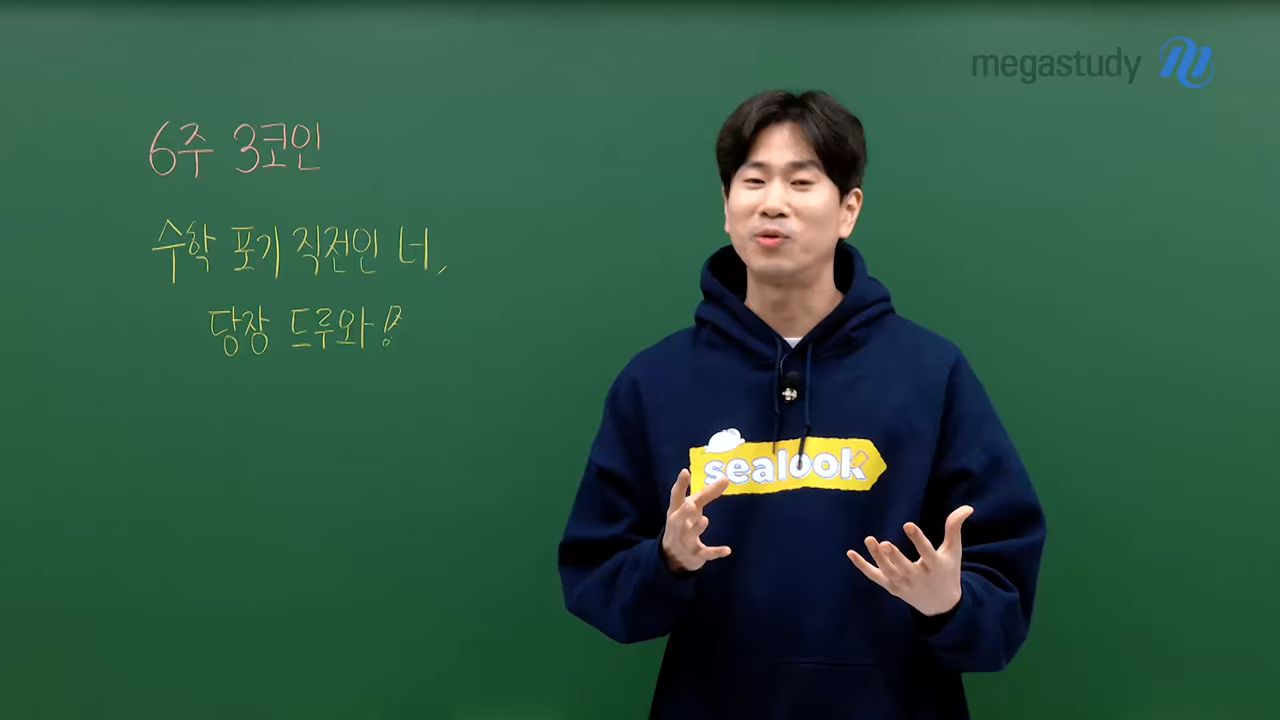 megastudy
6주 3코인
수학 포기 직전인 너,
당장 드루와!
sealook